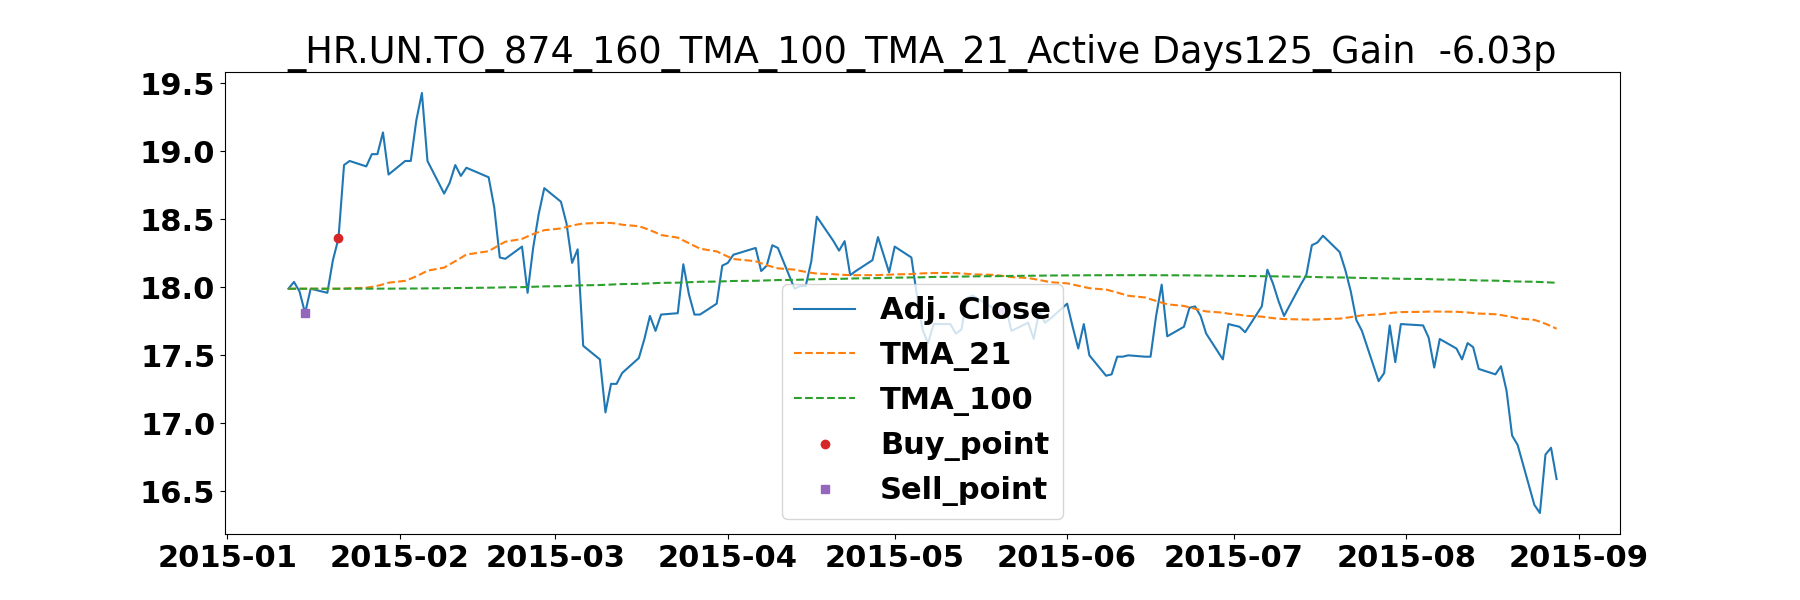 _HR.UN.TO_874_160_TMA_100_TMA_21_Active Days125_Gain  -6.03p
19.5
19.0
18.5
18.0
17.5
17.0
16.5
Adj. Close
TMA_21
TMA_100
Buy_point
Sell_point
2015-01 2015-02 2015-03 2015-04 2015-05 2015-06 2015-07 2015-08 2015-09